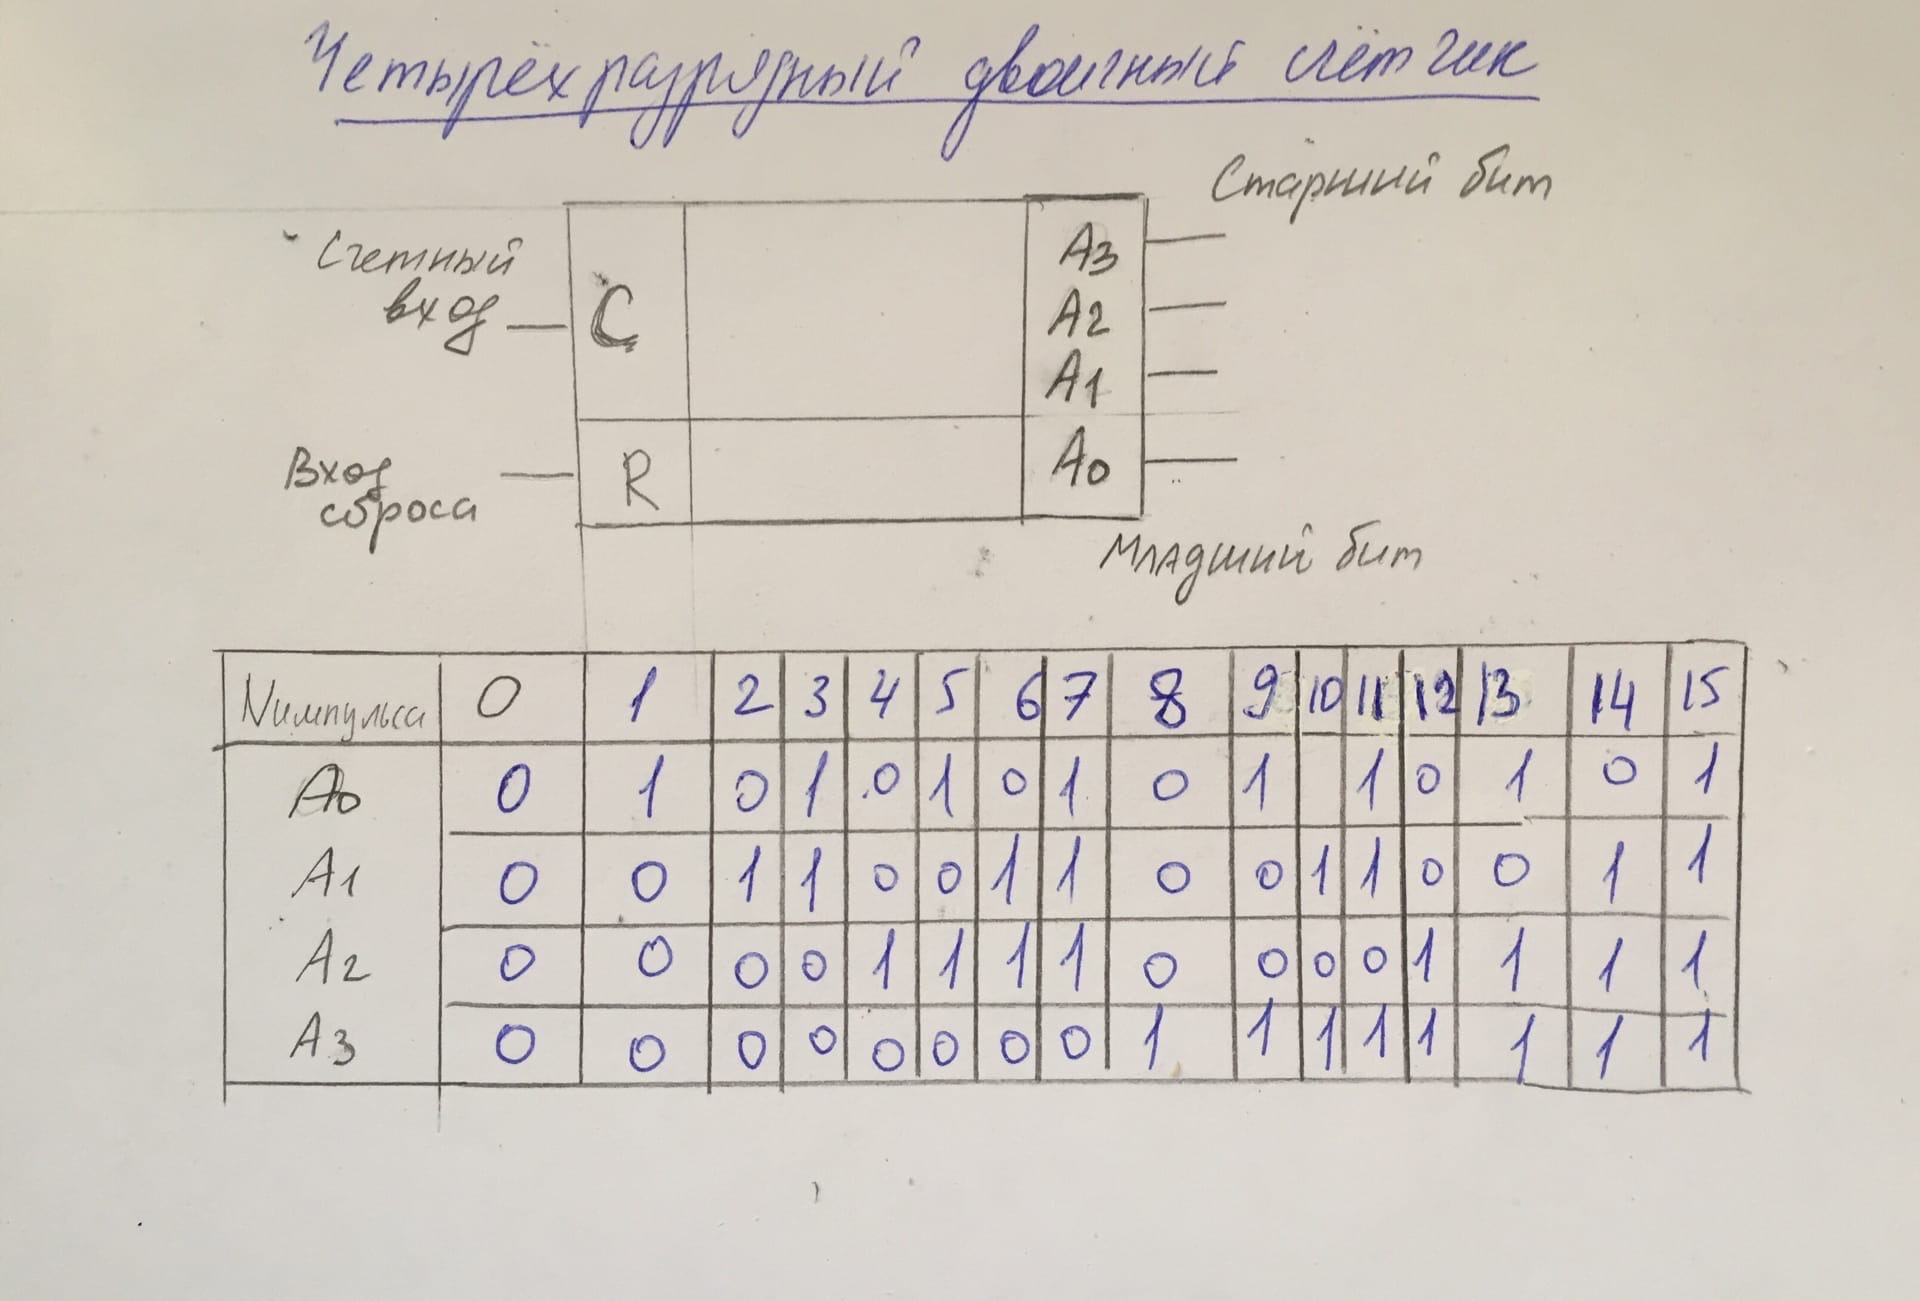 Четырёхразрядный двоичный счётчик
Старший бит
Счетный
вход
C
A3
A2
A1
Вход
сброса
R
A0
Младший бит
Nимпульса 0 1 2 3 4 5 6 7 8 9 10 11 12 13 14 15
A0 0 1 0 1 0 1 0 1 0 1 1 0 1 0 1
A1 0 0 1 1 0 0 1 1 0 0 1 1 0 0 1 1
A2 0 0 0 0 1 1 1 1 0 0 0 0 1 1 1 1
A3 0 0 0 0 0 0 0 0 1 1 1 1 1 1 1 1